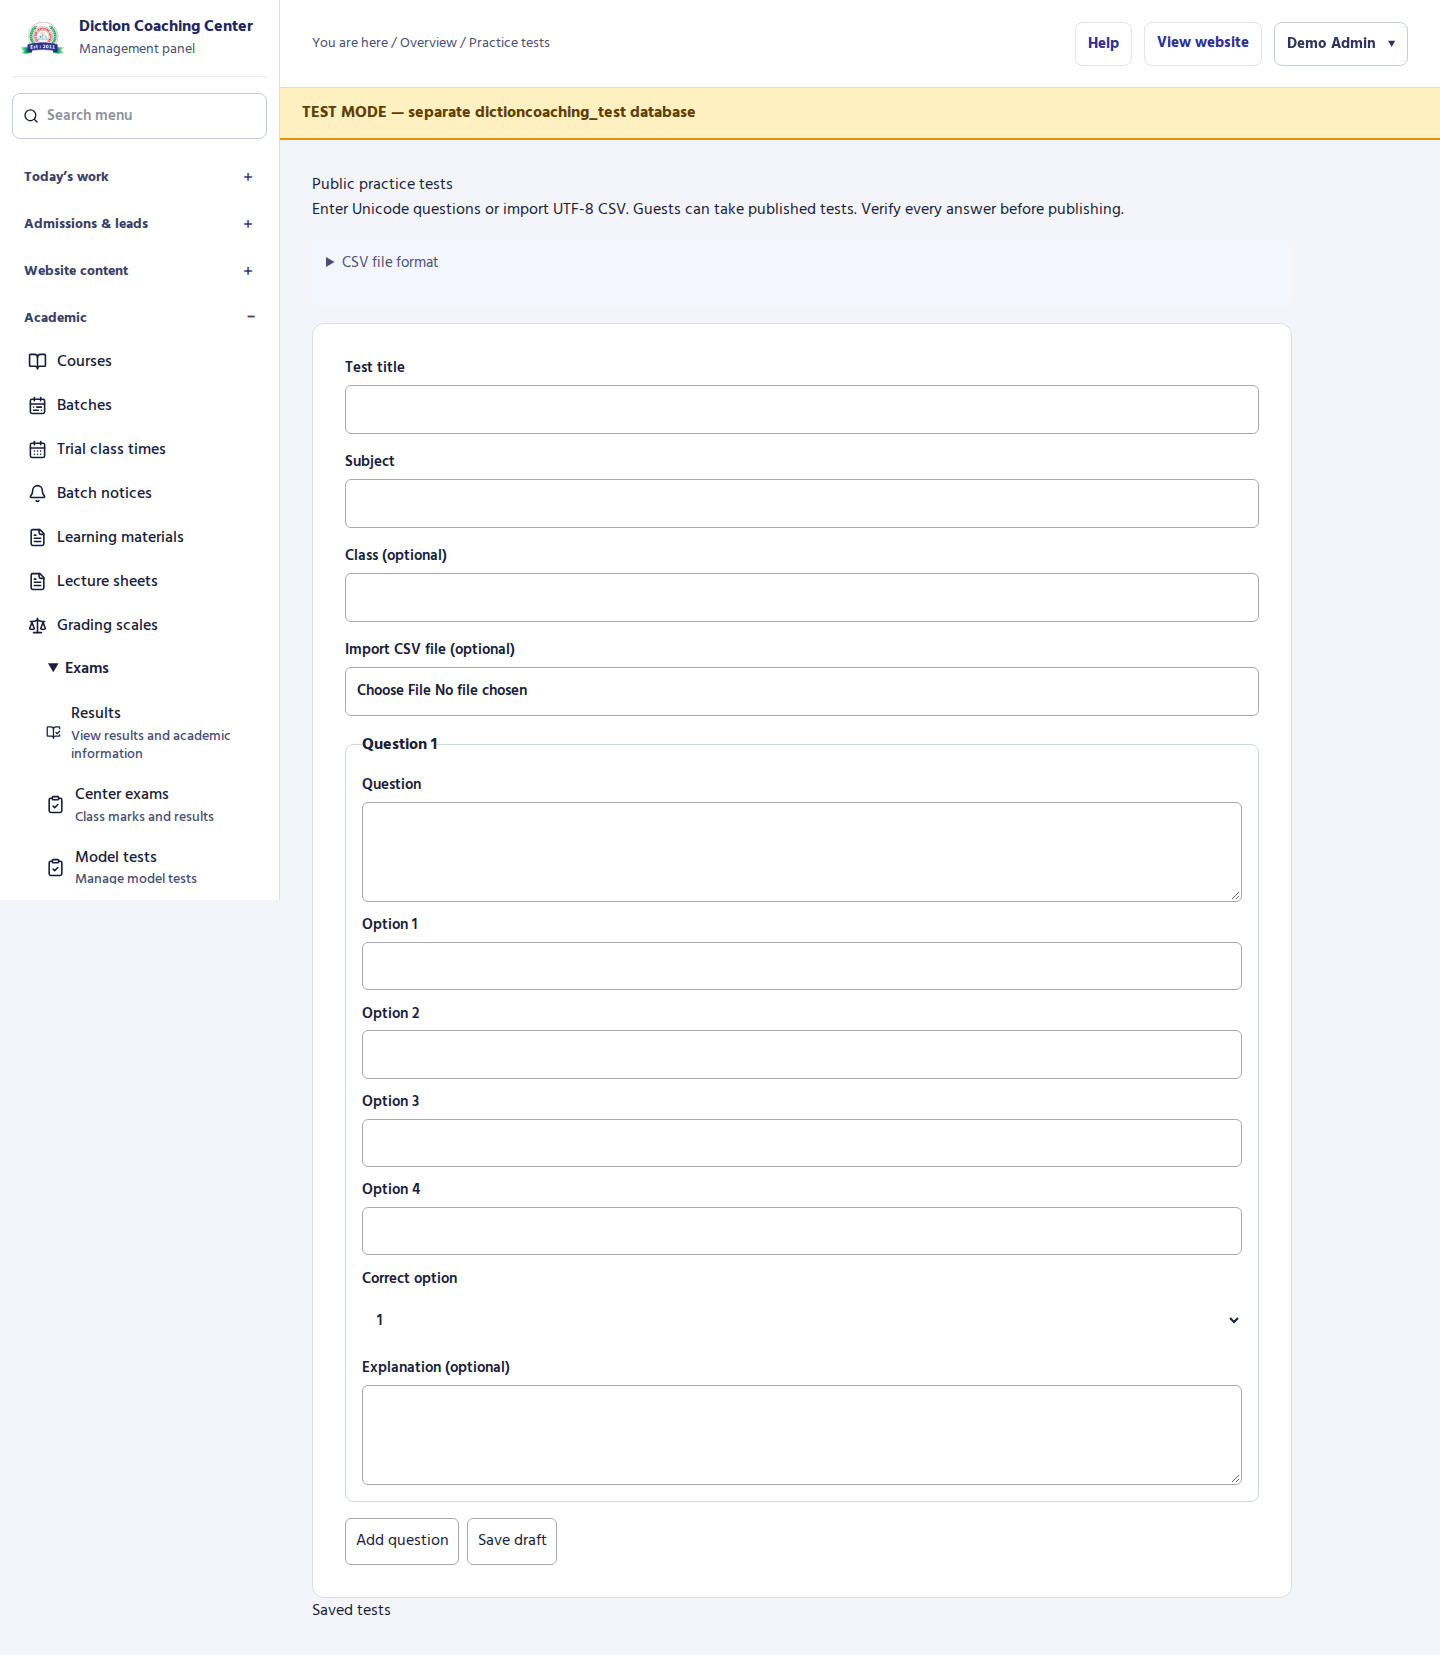 Diction Coaching Center
Management panel
Est : 2011
Search menu
Today’s work +
Admissions & leads +
Website content +
Academic −
Courses
Batches
Trial class times
Batch notices
Learning materials
Lecture sheets
Grading scales
▼ Exams
Results
View results and academic
information
Center exams
Class marks and results
Model tests
Manage model tests
You are here / Overview / Practice tests
Help
View website
Demo Admin ▼
TEST MODE — separate dictioncoaching_test database
Public practice tests
Enter Unicode questions or import UTF-8 CSV. Guests can take published tests. Verify every answer before publishing.
▶ CSV file format
Test title
Subject
Class (optional)
Import CSV file (optional)
Choose File No file chosen
Question 1
Question
Option 1
Option 2
Option 3
Option 4
Correct option
1
Explanation (optional)
Add question
Save draft
Saved tests